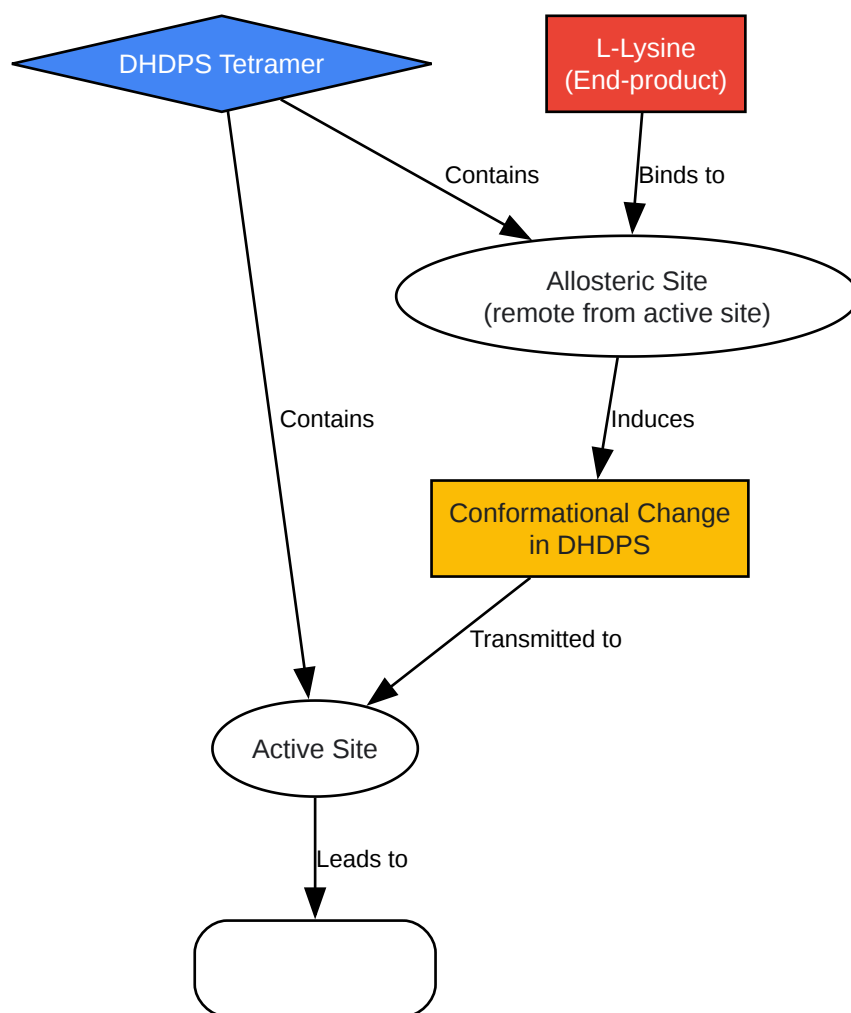 DHDPS Tetramer
L-Lysine
(End-product)
Contains
Binds to
Allosteric Site
(remote from active site)
Contains
Induces
Conformational Change
in DHDPS
Transmitted to
Active Site
Leads to